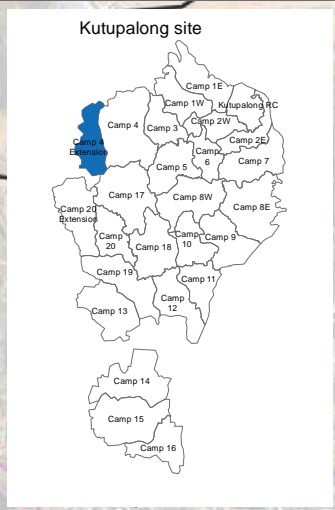 Kutupalong site
Camp 1E
Camp 1W
Kutupalong RC
Camp 4
Camp 3
Camp 2W
Camp 4
Extension
Camp 2E
Camp
6
Camp 7
Camp 5
Camp 17
Camp 8W
Camp 8E
Camp 20
Extension
Camp
20
Camp 18
Camp
10
Camp 9
Camp 19
Camp 11
Camp 13
Camp
12
Camp 14
Camp 15
Camp 16